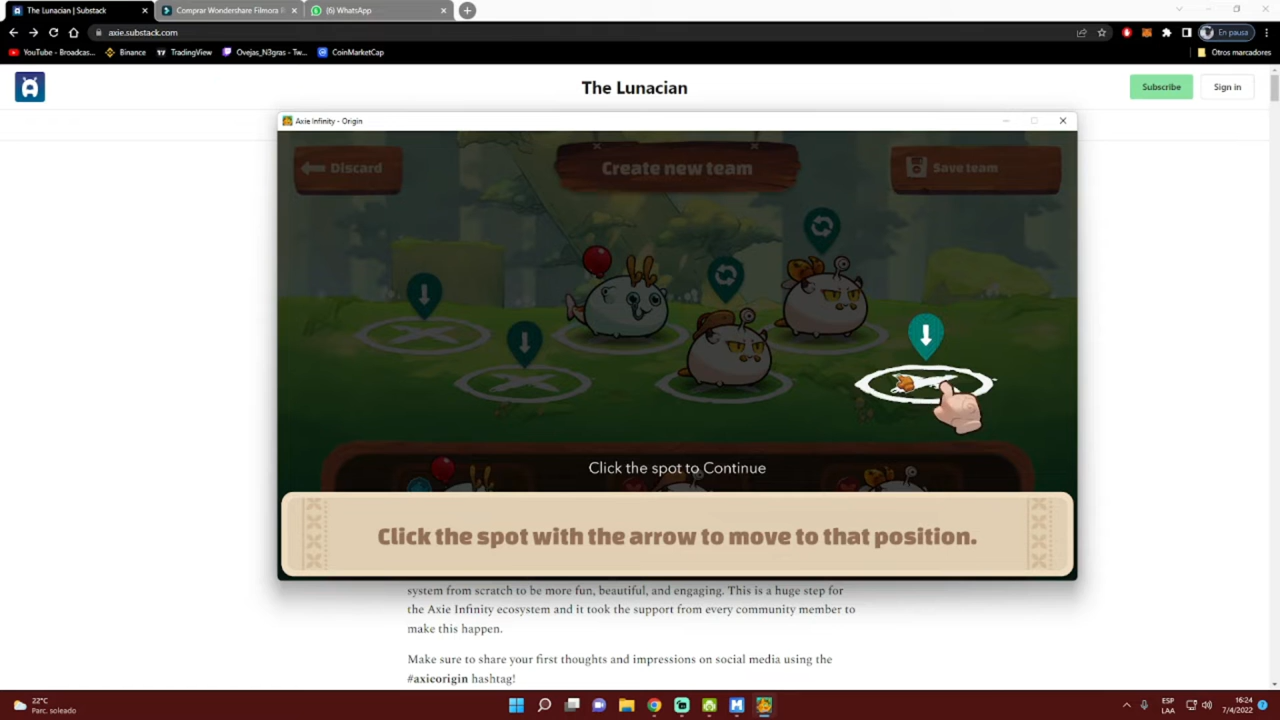 The Lunacian | Substack
Comprar Wondershare Filmora
(6) WhatsApp
axie.substack.com
En pausa
YouTube - Broadcas...
Binance
TradingView
Ovejas_N3gras - Tw...
CoinMarketCap
Otros marcadores
The Lunacian
Subscribe
Sign in
Axie Infinity - Origin
Discard
Create new team
Save team
Click the spot to Continue
Click the spot with the arrow to move to that position.
system from scratch to be more fun, beautiful, and engaging. This is a huge step for
the Axie Infinity ecosystem and it took the support from every community member to
make this happen.
Make sure to share your first thoughts and impressions on social media using the
#axieorigin hashtag!
22°C
Parc. soleado
ESP
LAA
16:24
7/4/2022
2